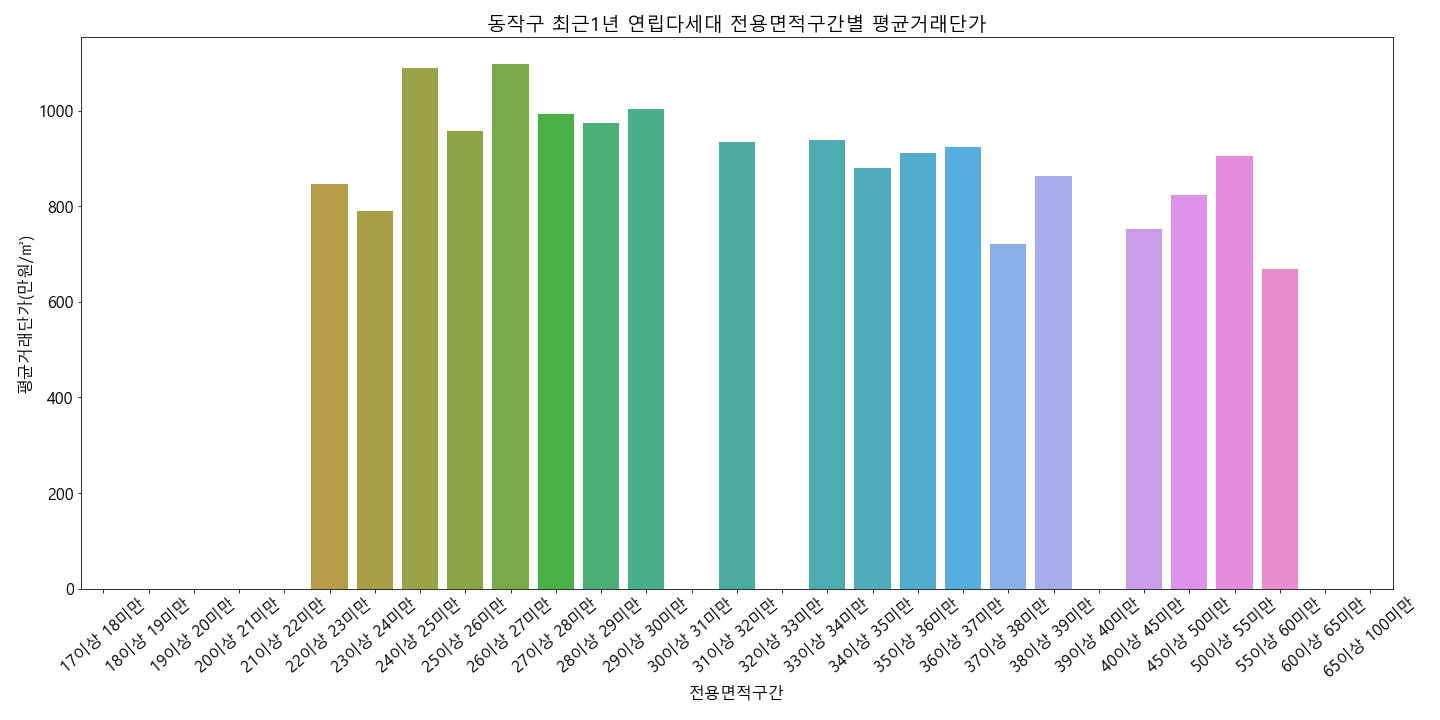 동작구 최근1년 연립다세대 전용면적구간별 평균거래단가
평균거래단가(만원/㎡)
1000
800
600
400
200
0
17이상 18미만
18이상 19미만
19이상 20미만
20이상 21미만
21이상 22미만
22이상 23미만
23이상 24미만
24이상 25미만
25이상 26미만
26이상 27미만
27이상 28미만
28이상 29미만
29이상 30미만
30이상 31미만
31이상 32미만
32이상 33미만
33이상 34미만
34이상 35미만
35이상 36미만
36이상 37미만
37이상 38미만
38이상 39미만
39이상 40미만
40이상 45미만
45이상 50미만
50이상 55미만
55이상 60미만
60이상 65미만
65이상 100미만
전용면적구간